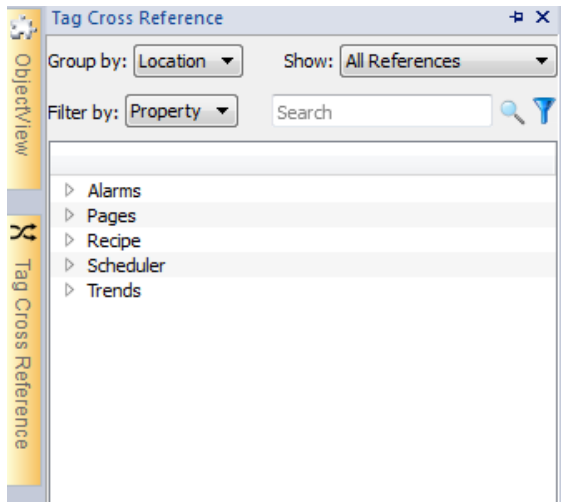 Tag Cross Reference
Group by: Location Show: All References
Filter by: Property Search
Alarms
Pages
Recipe
Scheduler
Trends
ObjectView
Tag Cross Reference